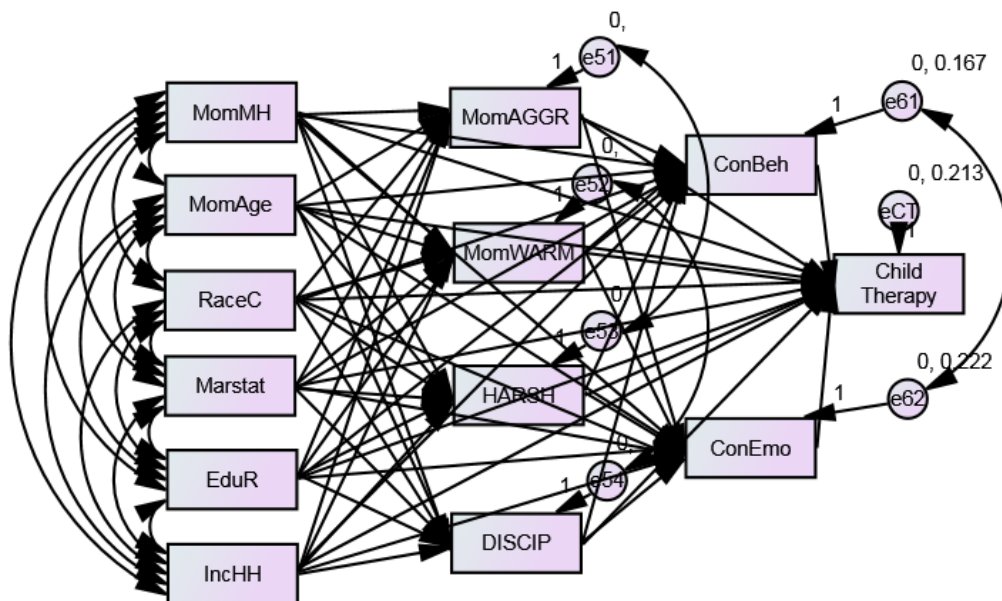 0,
e51
1
0, 0.167
e61
1
MomMH
MomAGGR
ConBeh
0,
e52
1
0, 0.213
eCT
1
MomAge
MomWARM
Child
Therapy
RaceC
0
e53
1
Marstat
HARSH
0, 0.222
e62
1
ConEmo
0,
e54
1
EduR
DISCIP
IncHH